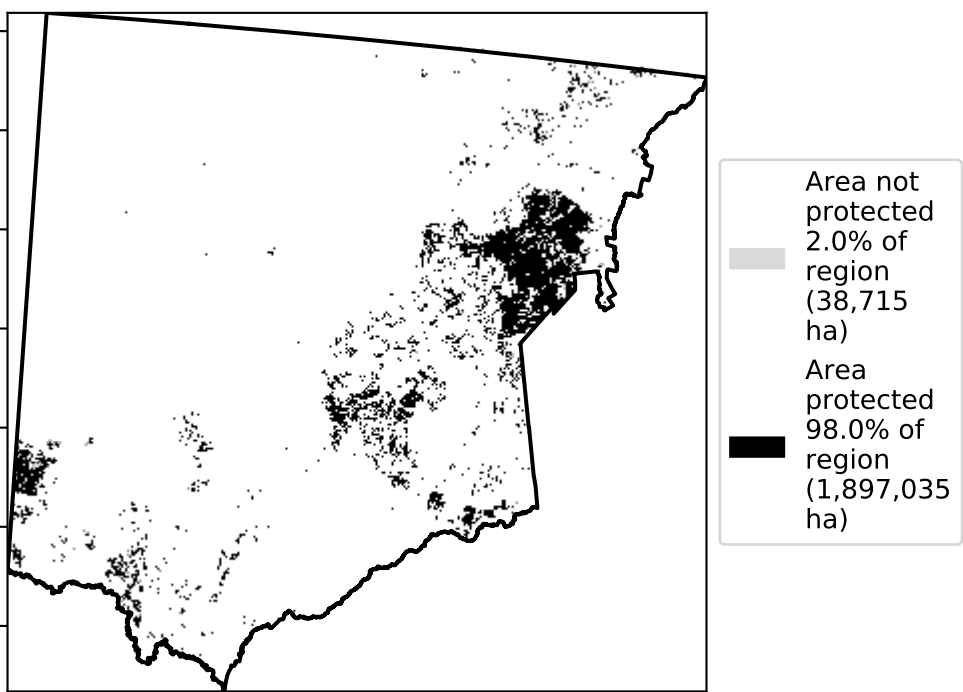 Area not
protected
2.0% of
region
(38,715
ha)
Area
protected
98.0% of
region
(1,897,035
ha)